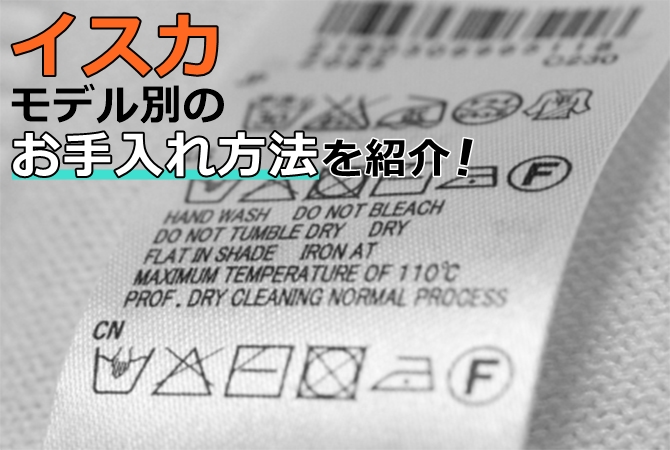 イスカ
モデル別の
お手入れ方法を紹介！
HAND WASH DO NOT BLEACH
DO NOT TUMBLE DRY DRY
FLAT IN SHADE IRON AT
MAXIMUM TEMPERATURE OF 110℃
PROF. DRY CLEANING NORMAL PROCESS
CN
F
F